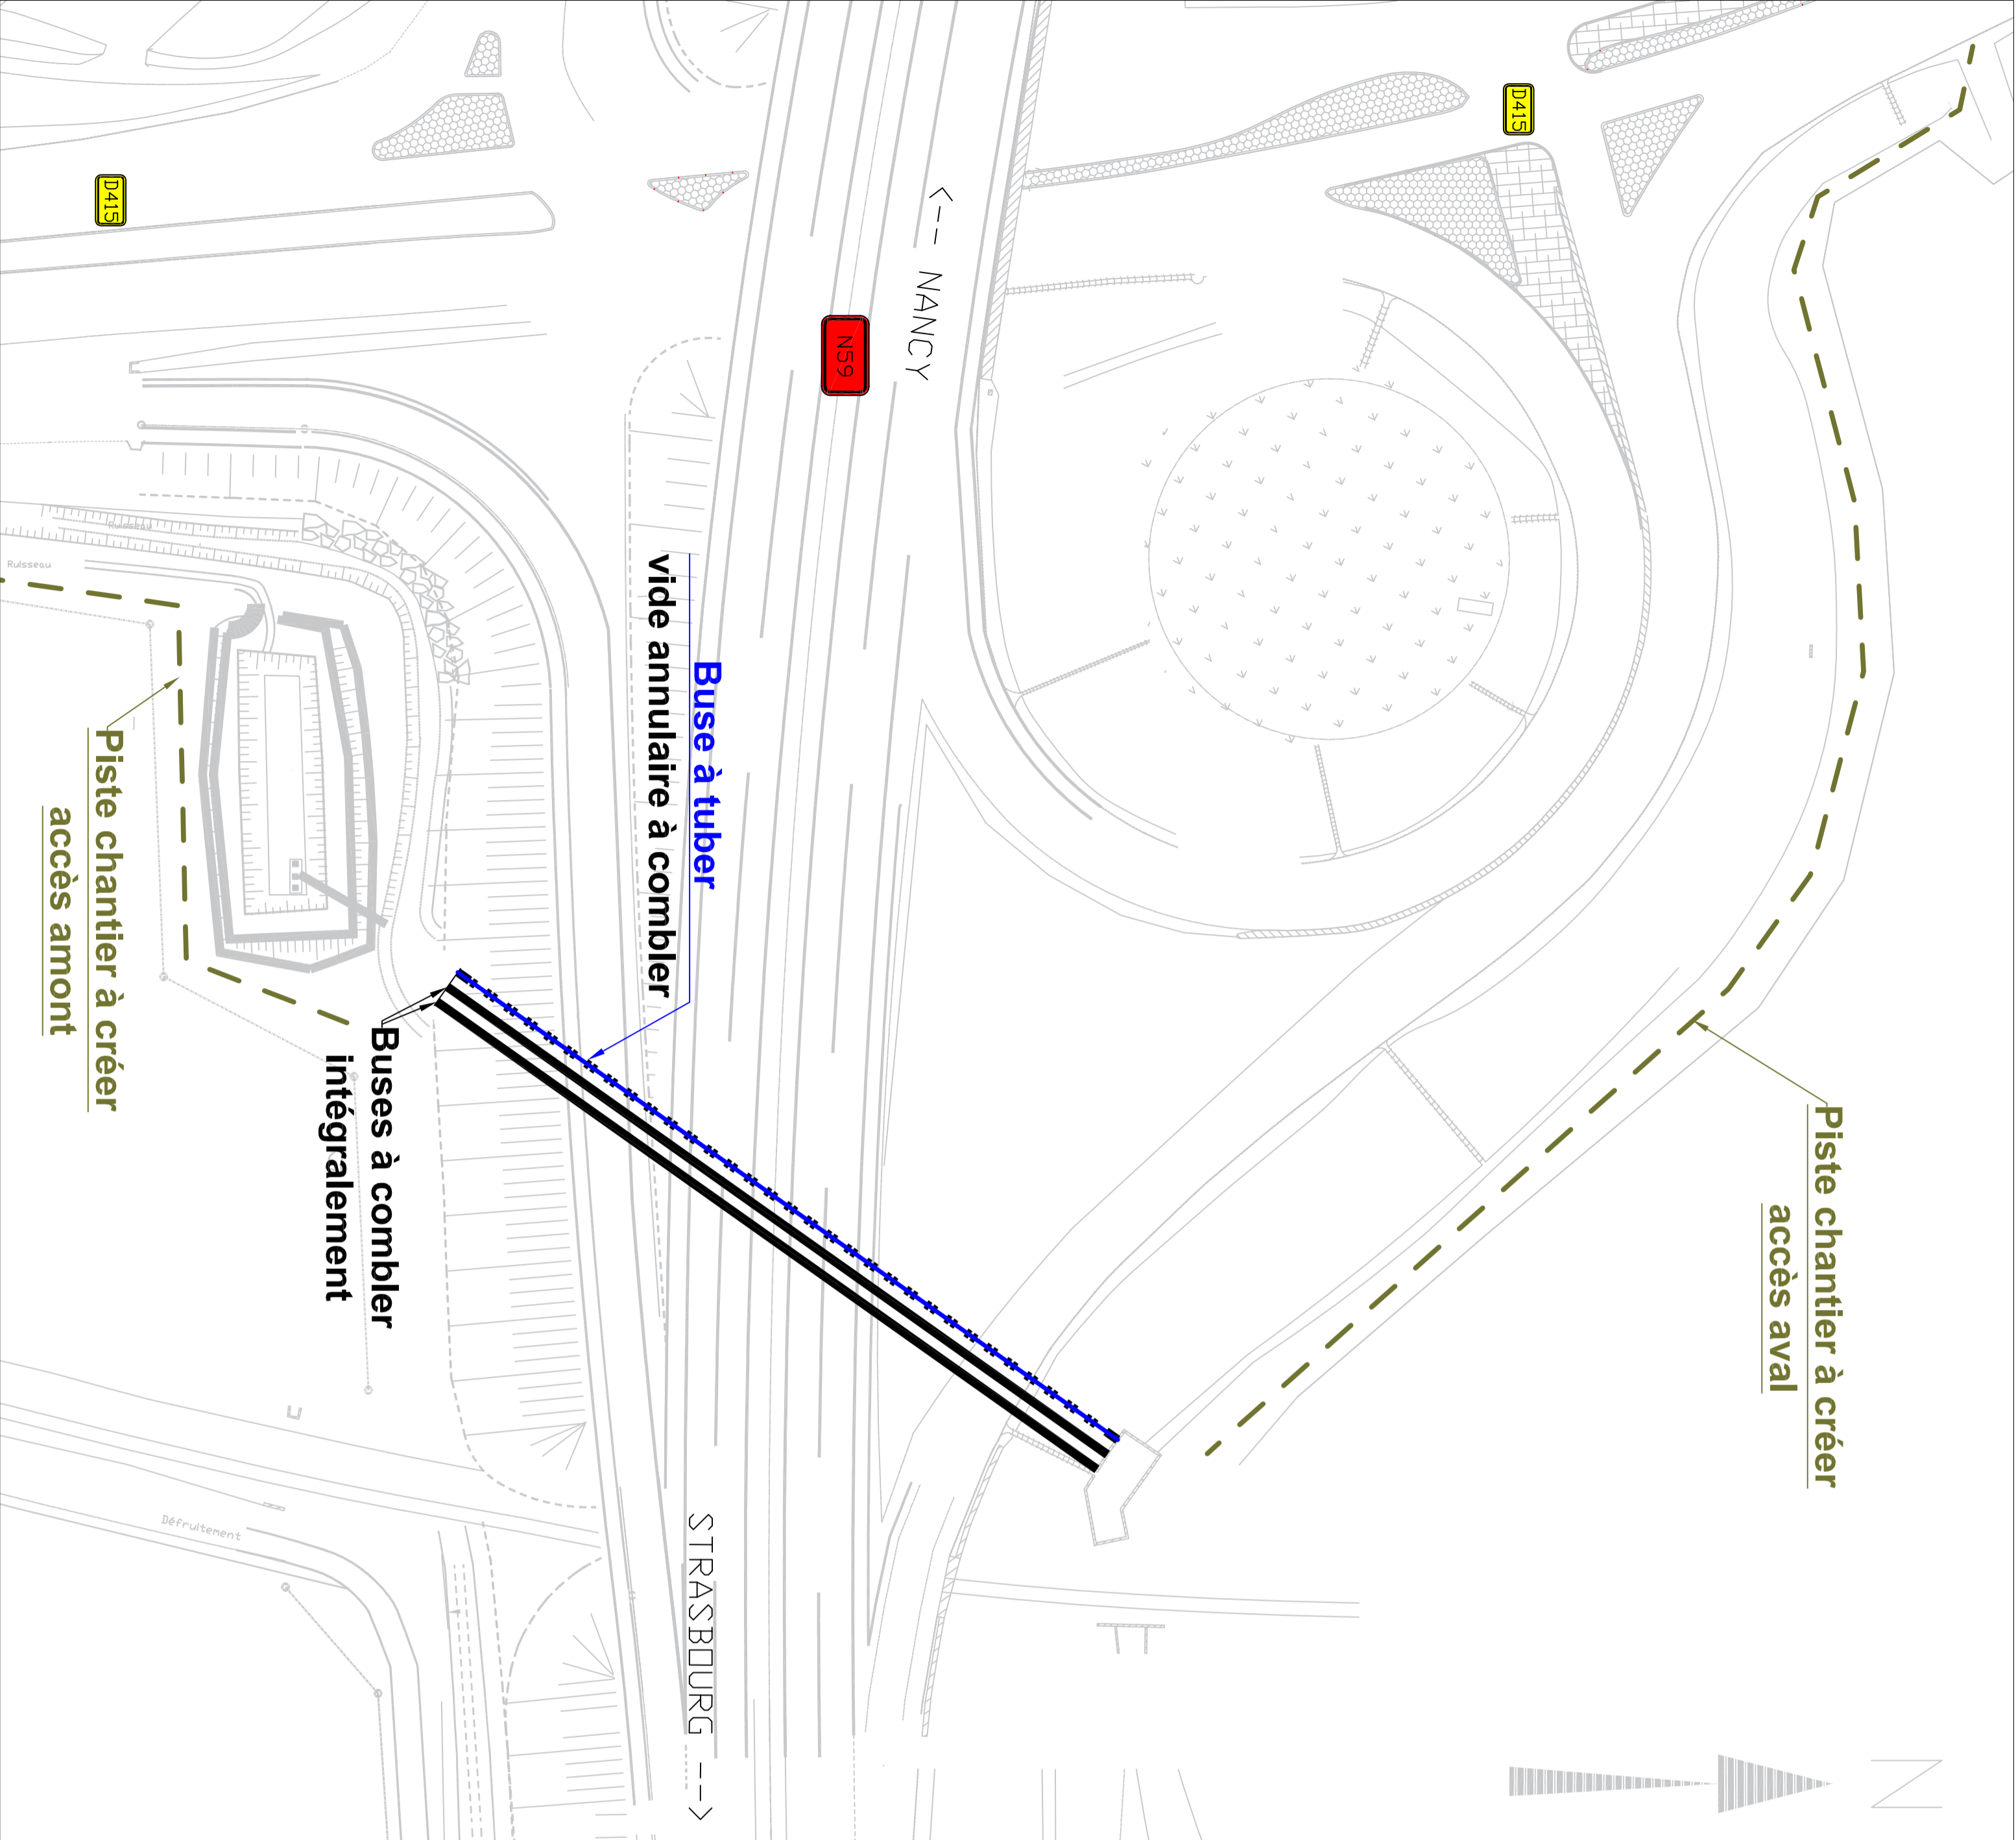 D415
D415
<-- NANCY
N59
Ruisseau
Ruisseau
Buse à tuber
vide annulaire à combler
Piste chantier à créer
accès amont
Buses à combler
intégralement
Piste chantier à créer
accès aval
STRASBOURG -->
Défruitement
N